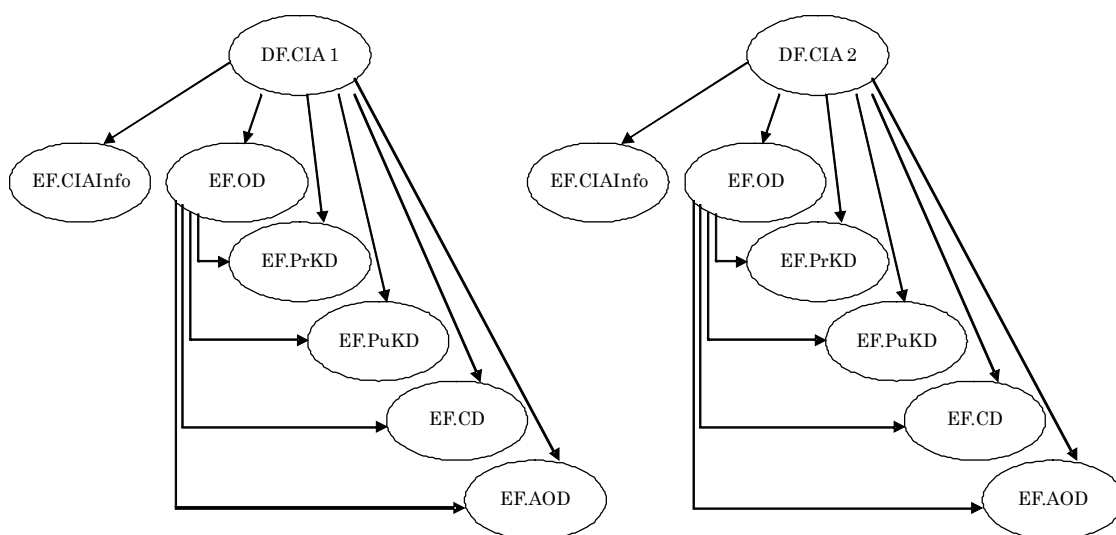 DF.CIA 1
DF.CIA 2
EF.CIAInfo
EF.OD
EF.CIAInfo
EF.OD
EF.PrKD
EF.PrKD
EF.PuKD
EF.PuKD
EF.CD
EF.CD
EF.AOD
EF.AOD